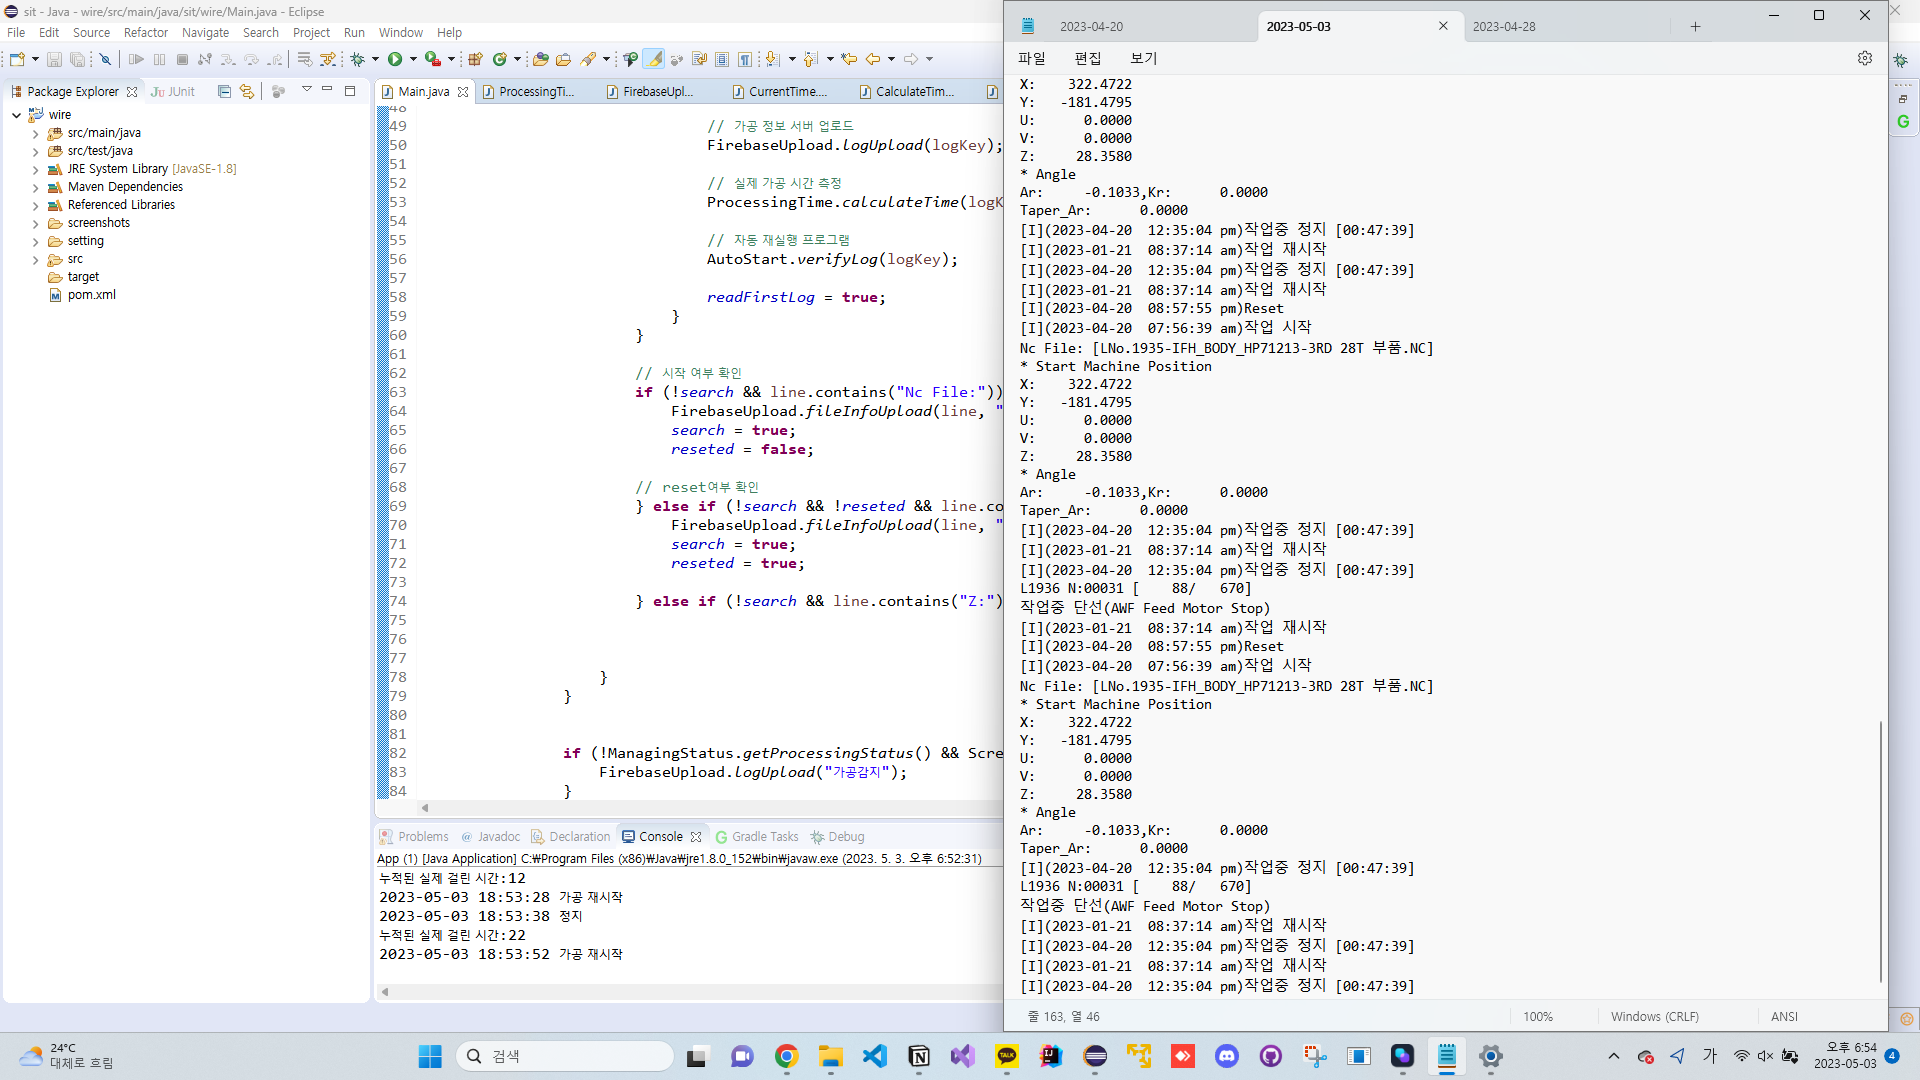 sit - Java - wire/src/main/java/sit/wire/Main.java - Eclipse
File Edit Source Refactor Navigate Search Project Run Window Help
Package Explorer
JUnit
wire
src/main/java
src/test/java
JRE System Library [JavaSE-1.8]
Maven Dependencies
Referenced Libraries
screenshots
setting
src
target
pom.xml
Main.java ProcessingTi... FirebaseUpl... CurrentTime.... CalculateTim...
48
49 // 가공 정보 서버 업로드
50 FirebaseUpload.logUpload(logKey);
51
52 // 실제 가공 시간 측정
53 ProcessingTime.calculateTime(logK
54
55 // 자동 재실행 프로그램
56 AutoStart.verifyLog(logKey);
57
58 readFirstLog = true;
59 }
60 }
61
62 // 시작 여부 확인
63 if (!search && line.contains("Nc File:"))
64 FirebaseUpload.fileInfoUpload(line, "
65 search = true;
66 reseted = false;
67
68 // reset여부 확인
69 } else if (!search && !reseted && line.co
70 FirebaseUpload.fileInfoUpload(line, "
71 search = true;
72 reseted = true;
73
74 } else if (!search && line.contains("Z:")
75
76
77
78 }
79 }
80
81
82 if (!ManagingStatus.getProcessingStatus() && Scre
83 FirebaseUpload.logUpload("가공감지");
84 }
Problems Javadoc Declaration Console Gradle Tasks Debug
App (1) [Java Application] C:₩Program Files (x86)₩Java₩jre1.8.0_152₩bin₩javaw.exe (2023. 5. 3. 오후 6:52:31)
누적된 실제 걸린 시간:12
2023-05-03 18:53:28 가공 재시작
2023-05-03 18:53:38 정지
누적된 실제 걸린 시간:22
2023-05-03 18:53:52 가공 재시작
2023-04-20 2023-05-03 2023-04-28
파일 편집 보기
X: 322.4722
Y: -181.4795
U: 0.0000
V: 0.0000
Z: 28.3580
* Angle
Ar: -0.1033,Kr: 0.0000
Taper_Ar: 0.0000
[I](2023-04-20 12:35:04 pm)작업중 정지 [00:47:39]
[I](2023-01-21 08:37:14 am)작업 재시작
[I](2023-04-20 12:35:04 pm)작업중 정지 [00:47:39]
[I](2023-01-21 08:37:14 am)작업 재시작
[I](2023-04-20 08:57:55 pm)Reset
[I](2023-04-20 07:56:39 am)작업 시작
Nc File: [LNo.1935-IFH_BODY_HP71213-3RD 28T 부품.NC]
* Start Machine Position
X: 322.4722
Y: -181.4795
U: 0.0000
V: 0.0000
Z: 28.3580
* Angle
Ar: -0.1033,Kr: 0.0000
Taper_Ar: 0.0000
[I](2023-04-20 12:35:04 pm)작업중 정지 [00:47:39]
[I](2023-01-21 08:37:14 am)작업 재시작
[I](2023-04-20 12:35:04 pm)작업중 정지 [00:47:39]
L1936 N:00031 [ 88/ 670]
작업중 단선(AWF Feed Motor Stop)
[I](2023-01-21 08:37:14 am)작업 재시작
[I](2023-04-20 08:57:55 pm)Reset
[I](2023-04-20 07:56:39 am)작업 시작
Nc File: [LNo.1935-IFH_BODY_HP71213-3RD 28T 부품.NC]
* Start Machine Position
X: 322.4722
Y: -181.4795
U: 0.0000
V: 0.0000
Z: 28.3580
* Angle
Ar: -0.1033,Kr: 0.0000
Taper_Ar: 0.0000
[I](2023-04-20 12:35:04 pm)작업중 정지 [00:47:39]
L1936 N:00031 [ 88/ 670]
작업중 단선(AWF Feed Motor Stop)
[I](2023-01-21 08:37:14 am)작업 재시작
[I](2023-04-20 12:35:04 pm)작업중 정지 [00:47:39]
[I](2023-01-21 08:37:14 am)작업 재시작
[I](2023-04-20 12:35:04 pm)작업중 정지 [00:47:39]
줄 163, 열 46 100% Windows (CRLF) ANSI
24°C
대체로 흐림
검색
TALK
가
오후 6:54
2023-05-03
4